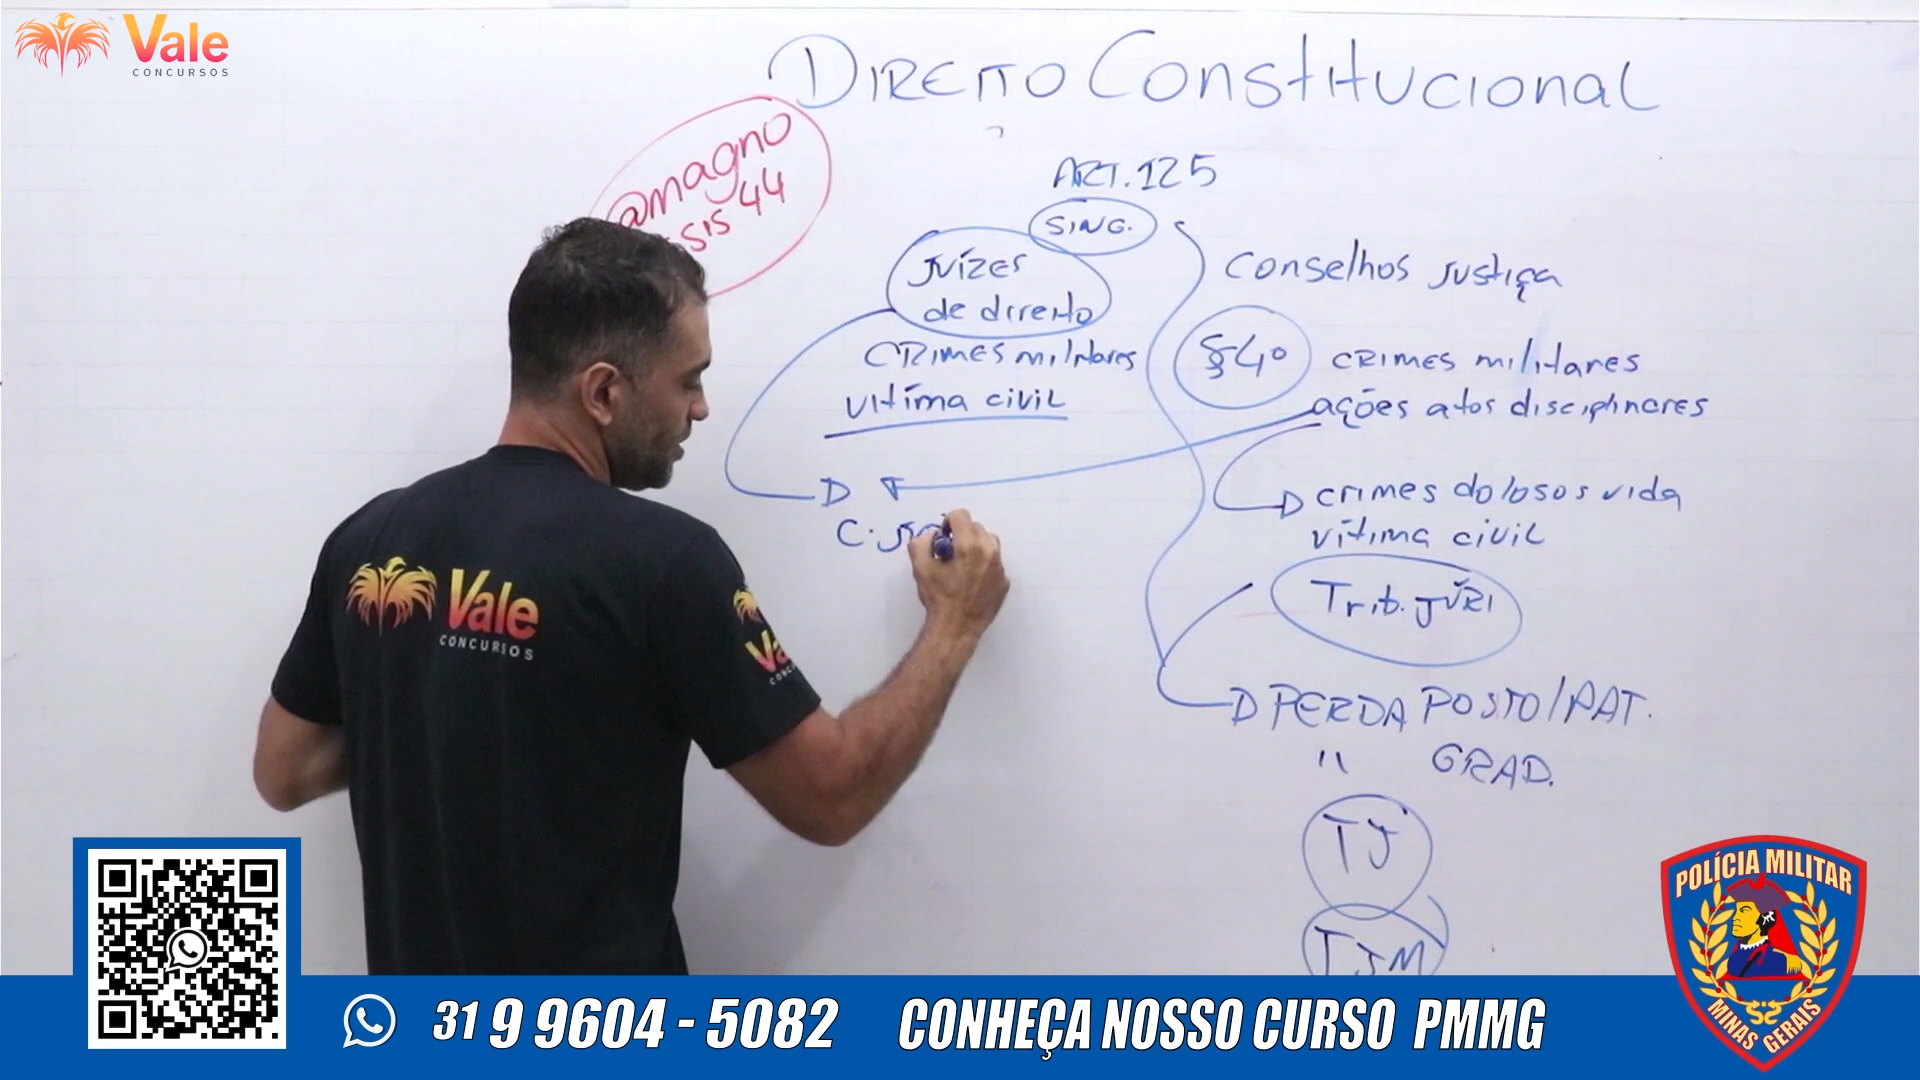 Vale
CONCURSOS
Direito Constitucional
@magno
sis 44
ART. 125
SING.
Juízes
de direito
crimes militares
vítima civil
Conselhos Justiça
§ 4º
crimes militares
ações atos disciplinares
crimes dolosos vida
vítima civil
Trib. JÚRI
PERDA POSTO/PAT.
" GRAD.
TJ
TJM
C.
Vale
CONCURSOS
POLÍCIA MILITAR
MINAS GERAIS
31 9 9604 - 5082
CONHEÇA NOSSO CURSO PMMG